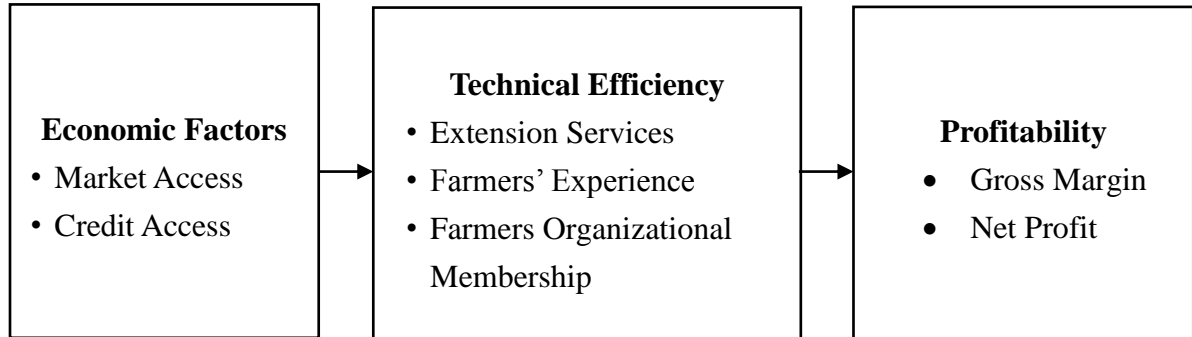 Economic Factors
• Market Access
• Credit Access
Technical Efficiency
• Extension Services
• Farmers’ Experience
• Farmers Organizational
Membership
Profitability
• Gross Margin
• Net Profit